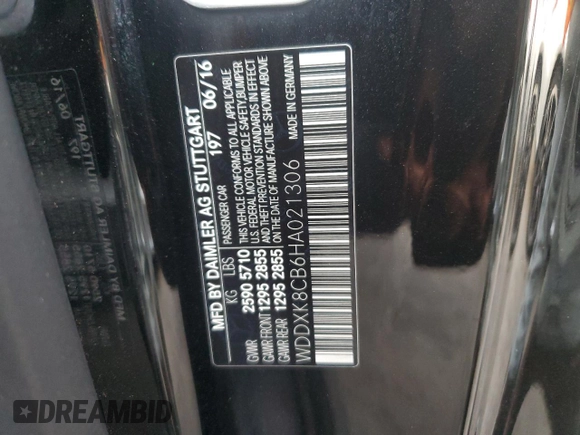 MFD BY DAIMLER AG STUTTGART
197 06/16
KG LBS PASSENGER CAR
GVWR 2590 5710 THIS VEHICLE CONFORMS TO ALL APPLICABLE
GAWR FRONT 1295 2855 U.S. FEDERAL MOTOR VEHICLE SAFETY, BUMPER
GAWR REAR 1295 2855 AND THEFT PREVENTION STANDARDS IN EFFECT
ON THE DATE OF MANUFACTURE SHOWN ABOVE
WDDXK8CB6HA021306 MADE IN GERMANY
DREAMBID